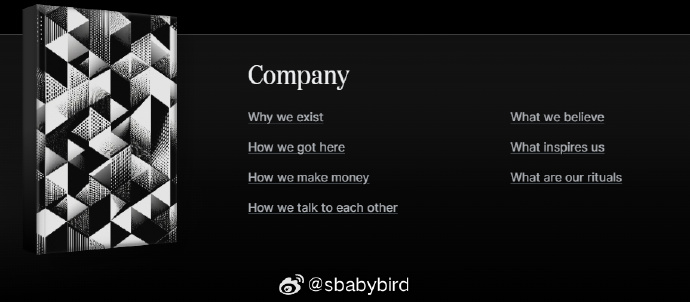 Company
Why we exist
How we got here
How we make money
How we talk to each other
What we believe
What inspires us
What are our rituals
@sbabybird